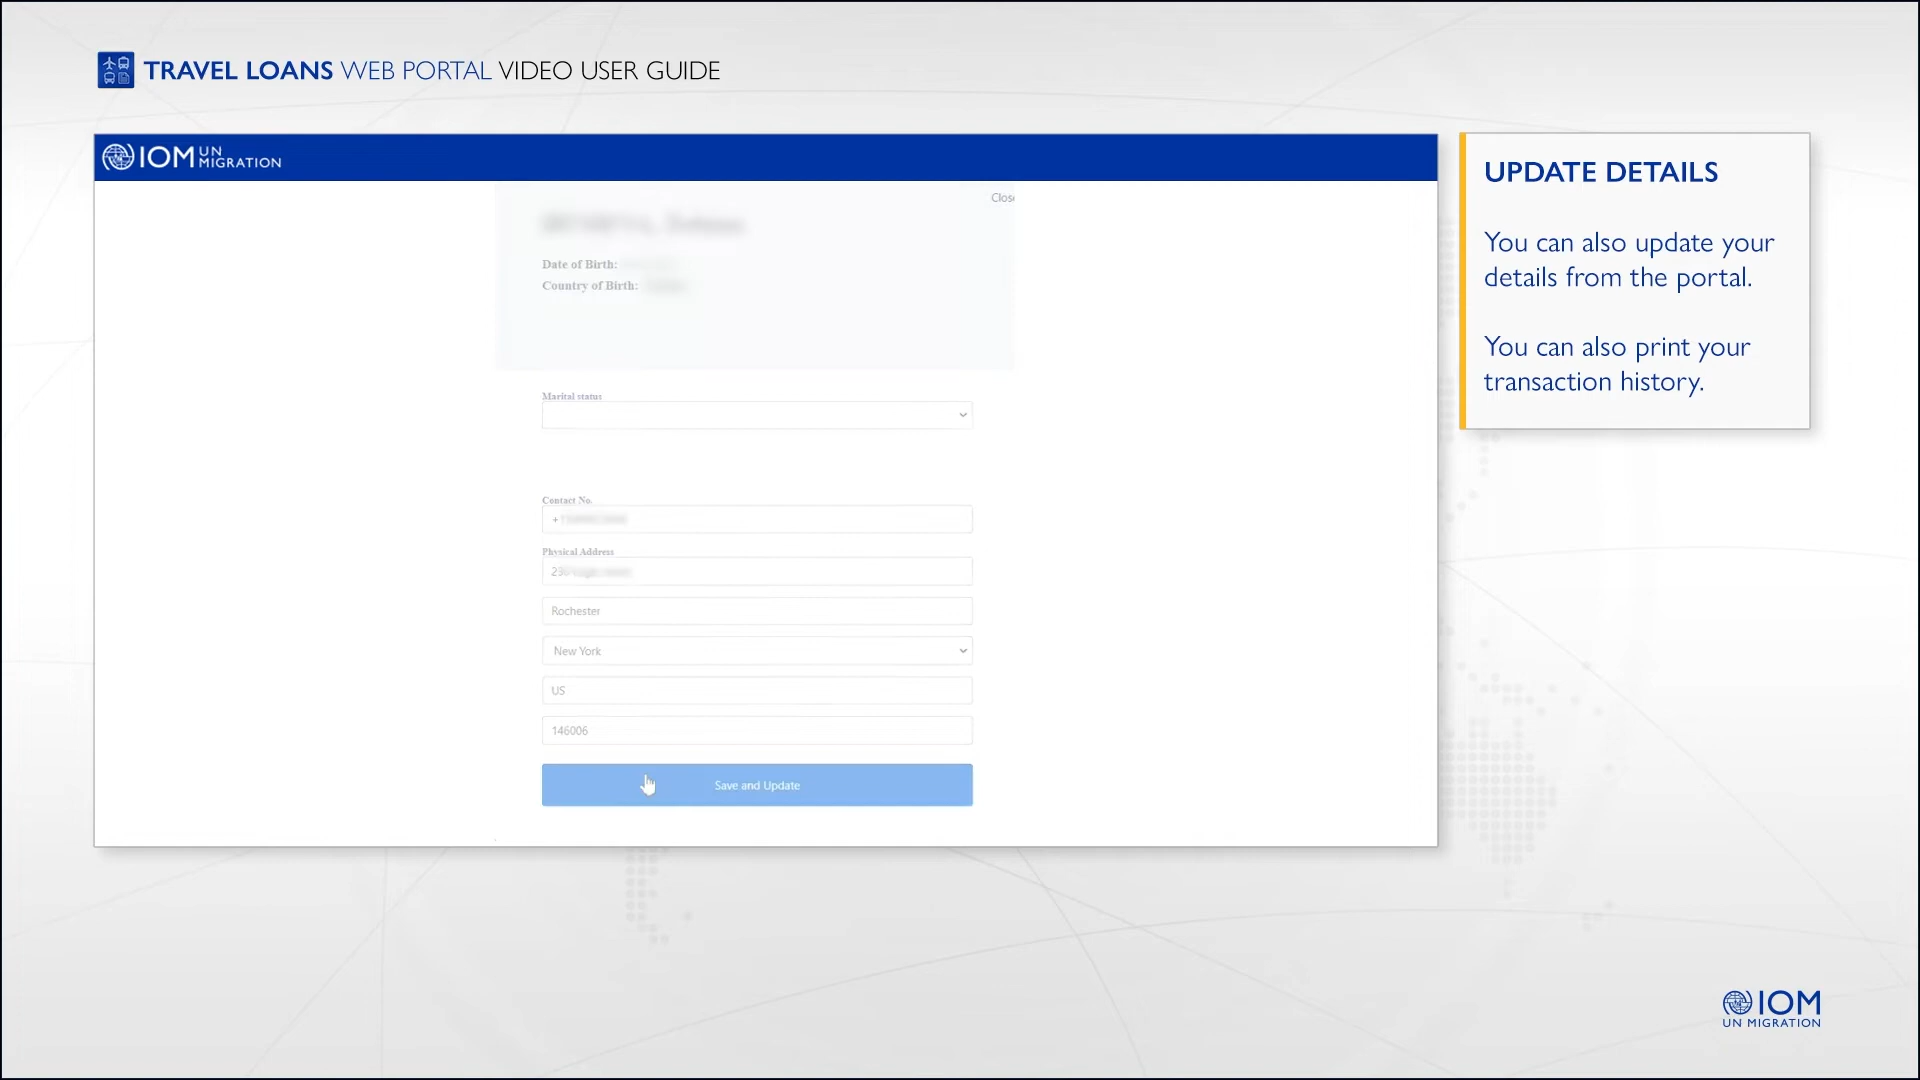 TRAVEL LOANS WEB PORTAL VIDEO USER GUIDE
IOM UN MIGRATION
Close
Date of Birth:
Country of Birth:
Marital status
Contact No.
+
Physical Address
Rochester
New York
US
146006
Save and Update
UPDATE DETAILS
You can also update your
details from the portal.
You can also print your
transaction history.
IOM
UN MIGRATION